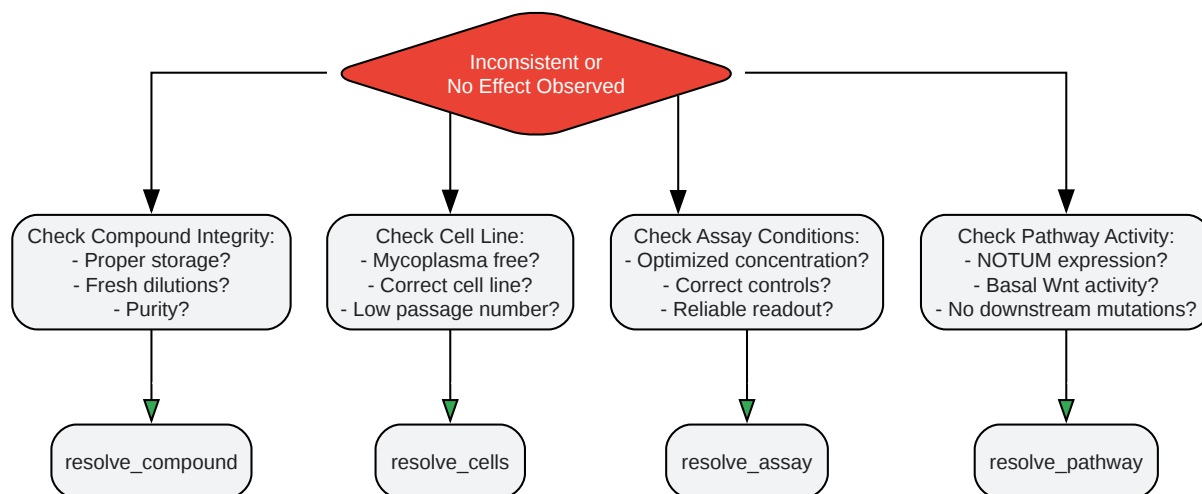 Inconsistent or
No Effect Observed
Check Compound Integrity:
- Proper storage?
- Fresh dilutions?
- Purity?
Check Cell Line:
- Mycoplasma free?
- Correct cell line?
- Low passage number?
Check Assay Conditions:
- Optimized concentration?
- Correct controls?
- Reliable readout?
Check Pathway Activity:
- NOTUM expression?
- Basal Wnt activity?
- No downstream mutations?
resolve_compound
resolve_cells
resolve_assay
resolve_pathway